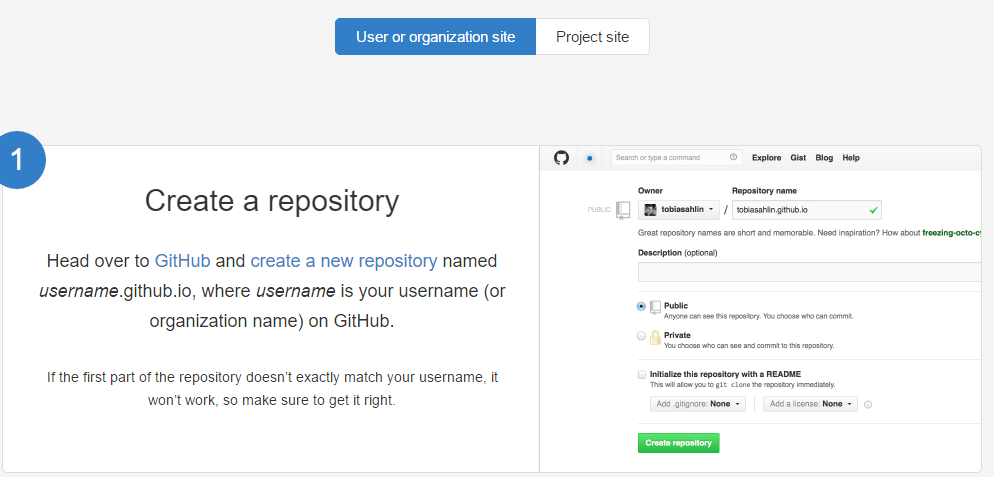 User or organization site Project site
1
Create a repository
Head over to GitHub and create a new repository named
username.github.io, where username is your username (or
organization name) on GitHub.
If the first part of the repository doesn’t exactly match your username, it
won’t work, so make sure to get it right.
Search or type a command
Explore Gist Blog Help
Owner Repository name
PUBLIC tobiasahlin / tobiasahlin.github.io
Great repository names are short and memorable. Need inspiration? How about freezing-octo-cy
Description (optional)
Public
Anyone can see this repository. You choose who can commit.
Private
You choose who can see and commit to this repository.
Initialize this repository with a README
This will allow you to git clone the repository immediately.
Add .gitignore: None Add a license: None
Create repository